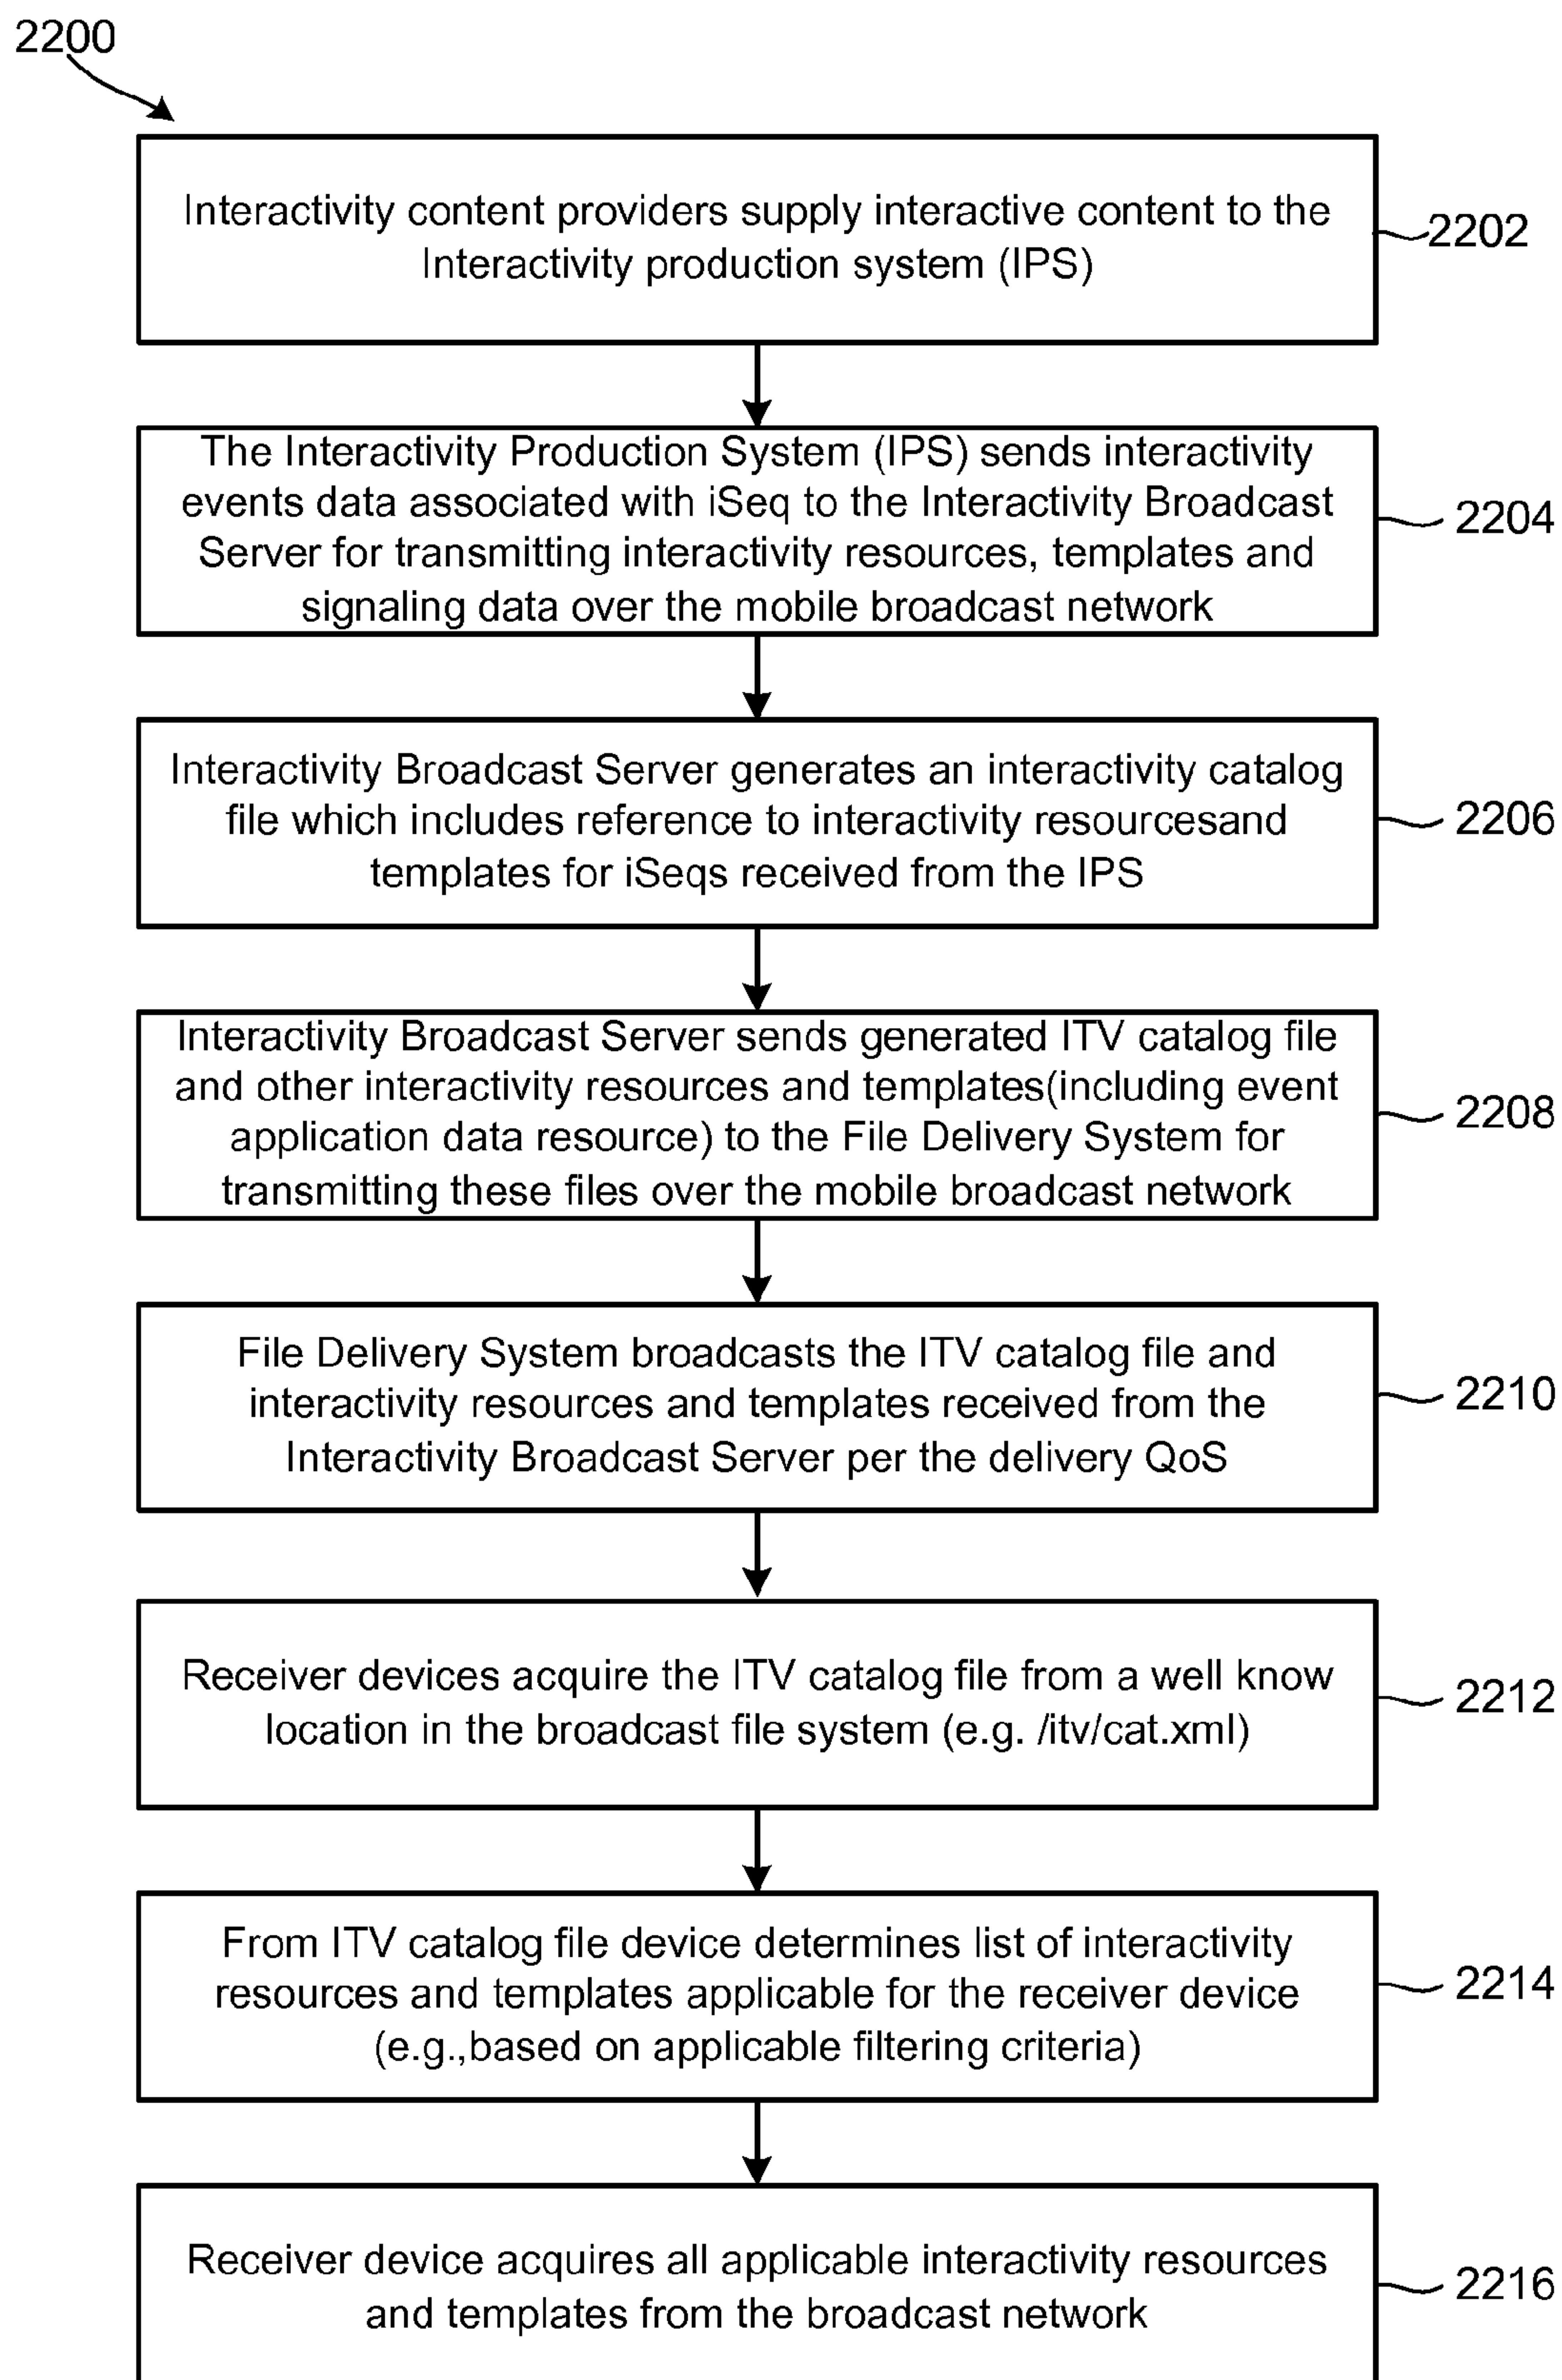 2200
Interactivity content providers supply interactive content to the
Interactivity production system (IPS)
2202
The Interactivity Production System (IPS) sends interactivity
events data associated with iSeq to the Interactivity Broadcast
Server for transmitting interactivity resources, templates and
signaling data over the mobile broadcast network
2204
Interactivity Broadcast Server generates an interactivity catalog
file which includes reference to interactivity resourcesand
templates for iSeqs received from the IPS
2206
Interactivity Broadcast Server sends generated ITV catalog file
and other interactivity resources and templates(including event
application data resource) to the File Delivery System for
transmitting these files over the mobile broadcast network
2208
File Delivery System broadcasts the ITV catalog file and
interactivity resources and templates received from the
Interactivity Broadcast Server per the delivery QoS
2210
Receiver devices acquire the ITV catalog file from a well know
location in the broadcast file system (e.g. /itv/cat.xml)
2212
From ITV catalog file device determines list of interactivity
resources and templates applicable for the receiver device
(e.g.,based on applicable filtering criteria)
2214
Receiver device acquires all applicable interactivity resources
and templates from the broadcast network
2216